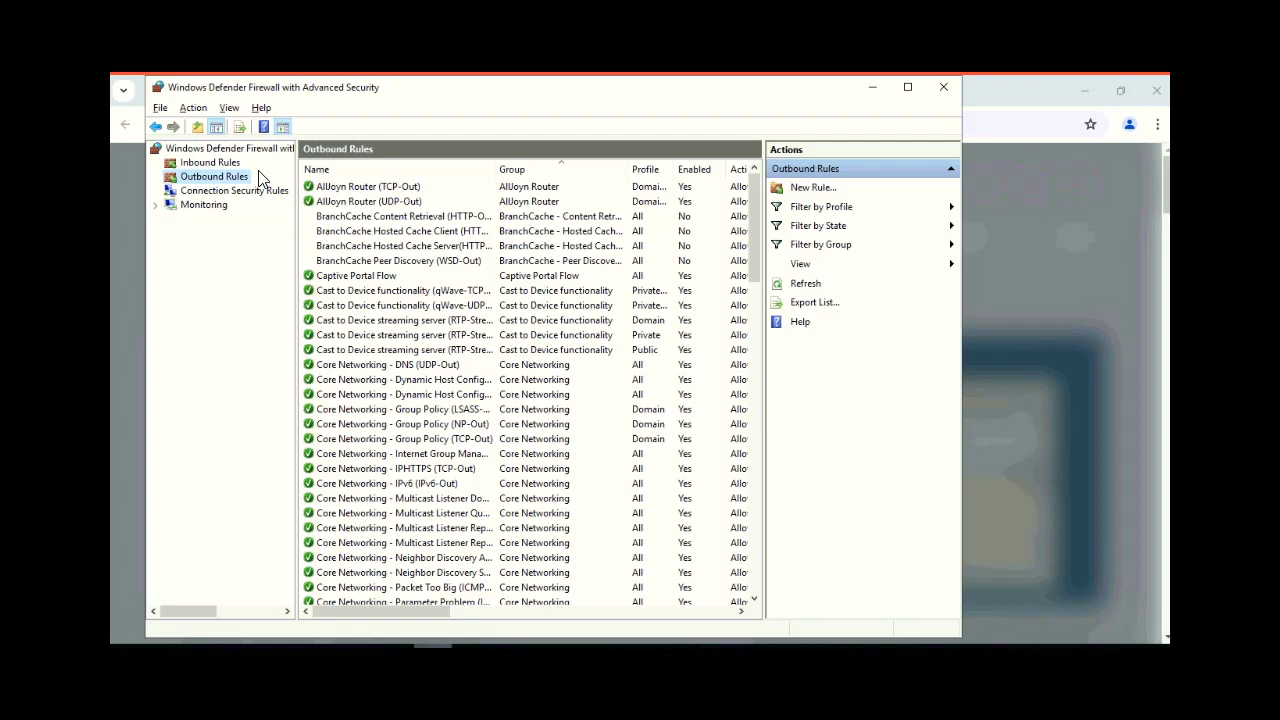 Windows Defender Firewall with Advanced Security
File Action View Help
Windows Defender Firewall witl
Inbound Rules
Outbound Rules
Connection Security Rules
Monitoring
Outbound Rules
Name Group Profile Enabled Acti
AllJoyn Router (TCP-Out) AllJoyn Router Domai... Yes Allo
AllJoyn Router (UDP-Out) AllJoyn Router Domai... Yes Allo
BranchCache Content Retrieval (HTTP-O... BranchCache - Content Retr... All No Allo
BranchCache Hosted Cache Client (HTT... BranchCache - Hosted Cach... All No Allo
BranchCache Hosted Cache Server(HTTP... BranchCache - Hosted Cach... All No Allo
BranchCache Peer Discovery (WSD-Out) BranchCache - Peer Discove... All No Allo
Captive Portal Flow Captive Portal Flow All Yes Allo
Cast to Device functionality (qWave-TCP... Cast to Device functionality Private... Yes Allo
Cast to Device functionality (qWave-UDP... Cast to Device functionality Private... Yes Allo
Cast to Device streaming server (RTP-Stre... Cast to Device functionality Domain Yes Allo
Cast to Device streaming server (RTP-Stre... Cast to Device functionality Private Yes Allo
Cast to Device streaming server (RTP-Stre... Cast to Device functionality Public Yes Allo
Core Networking - DNS (UDP-Out) Core Networking All Yes Allo
Core Networking - Dynamic Host Config... Core Networking All Yes Allo
Core Networking - Dynamic Host Config... Core Networking All Yes Allo
Core Networking - Group Policy (LSASS-... Core Networking Domain Yes Allo
Core Networking - Group Policy (NP-Out) Core Networking Domain Yes Allo
Core Networking - Group Policy (TCP-Out) Core Networking Domain Yes Allo
Core Networking - Internet Group Mana... Core Networking All Yes Allo
Core Networking - IPHTTPS (TCP-Out) Core Networking All Yes Allo
Core Networking - IPv6 (IPv6-Out) Core Networking All Yes Allo
Core Networking - Multicast Listener Do... Core Networking All Yes Allo
Core Networking - Multicast Listener Qu... Core Networking All Yes Allo
Core Networking - Multicast Listener Rep... Core Networking All Yes Allo
Core Networking - Multicast Listener Rep... Core Networking All Yes Allo
Core Networking - Neighbor Discovery A... Core Networking All Yes Allo
Core Networking - Neighbor Discovery S... Core Networking All Yes Allo
Core Networking - Packet Too Big (ICMP... Core Networking All Yes Allo
Core Networking - Parameter Problem (I... Core Networking All Yes Allo
Actions
Outbound Rules
New Rule...
Filter by Profile
Filter by State
Filter by Group
View
Refresh
Export List...
Help